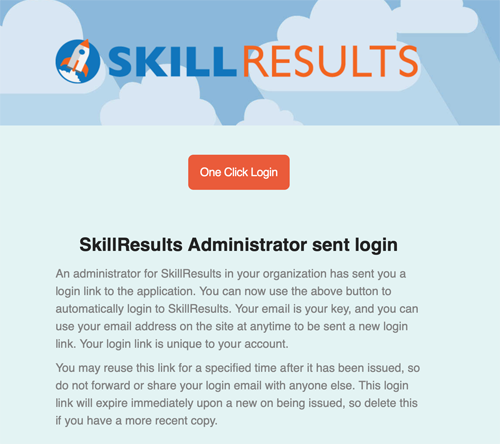 SKILLRESULTS
One Click Login
SkillResults Administrator sent login
An administrator for SkillResults in your organization has sent you a
login link to the application. You can now use the above button to
automatically login to SkillResults. Your email is your key, and you can
use your email address on the site at anytime to be sent a new login
link. Your login link is unique to your account.
You may reuse this link for a specified time after it has been issued, so
do not forward or share your login email with anyone else. This login
link will expire immediately upon a new on being issued, so delete this
if you have a more recent copy.